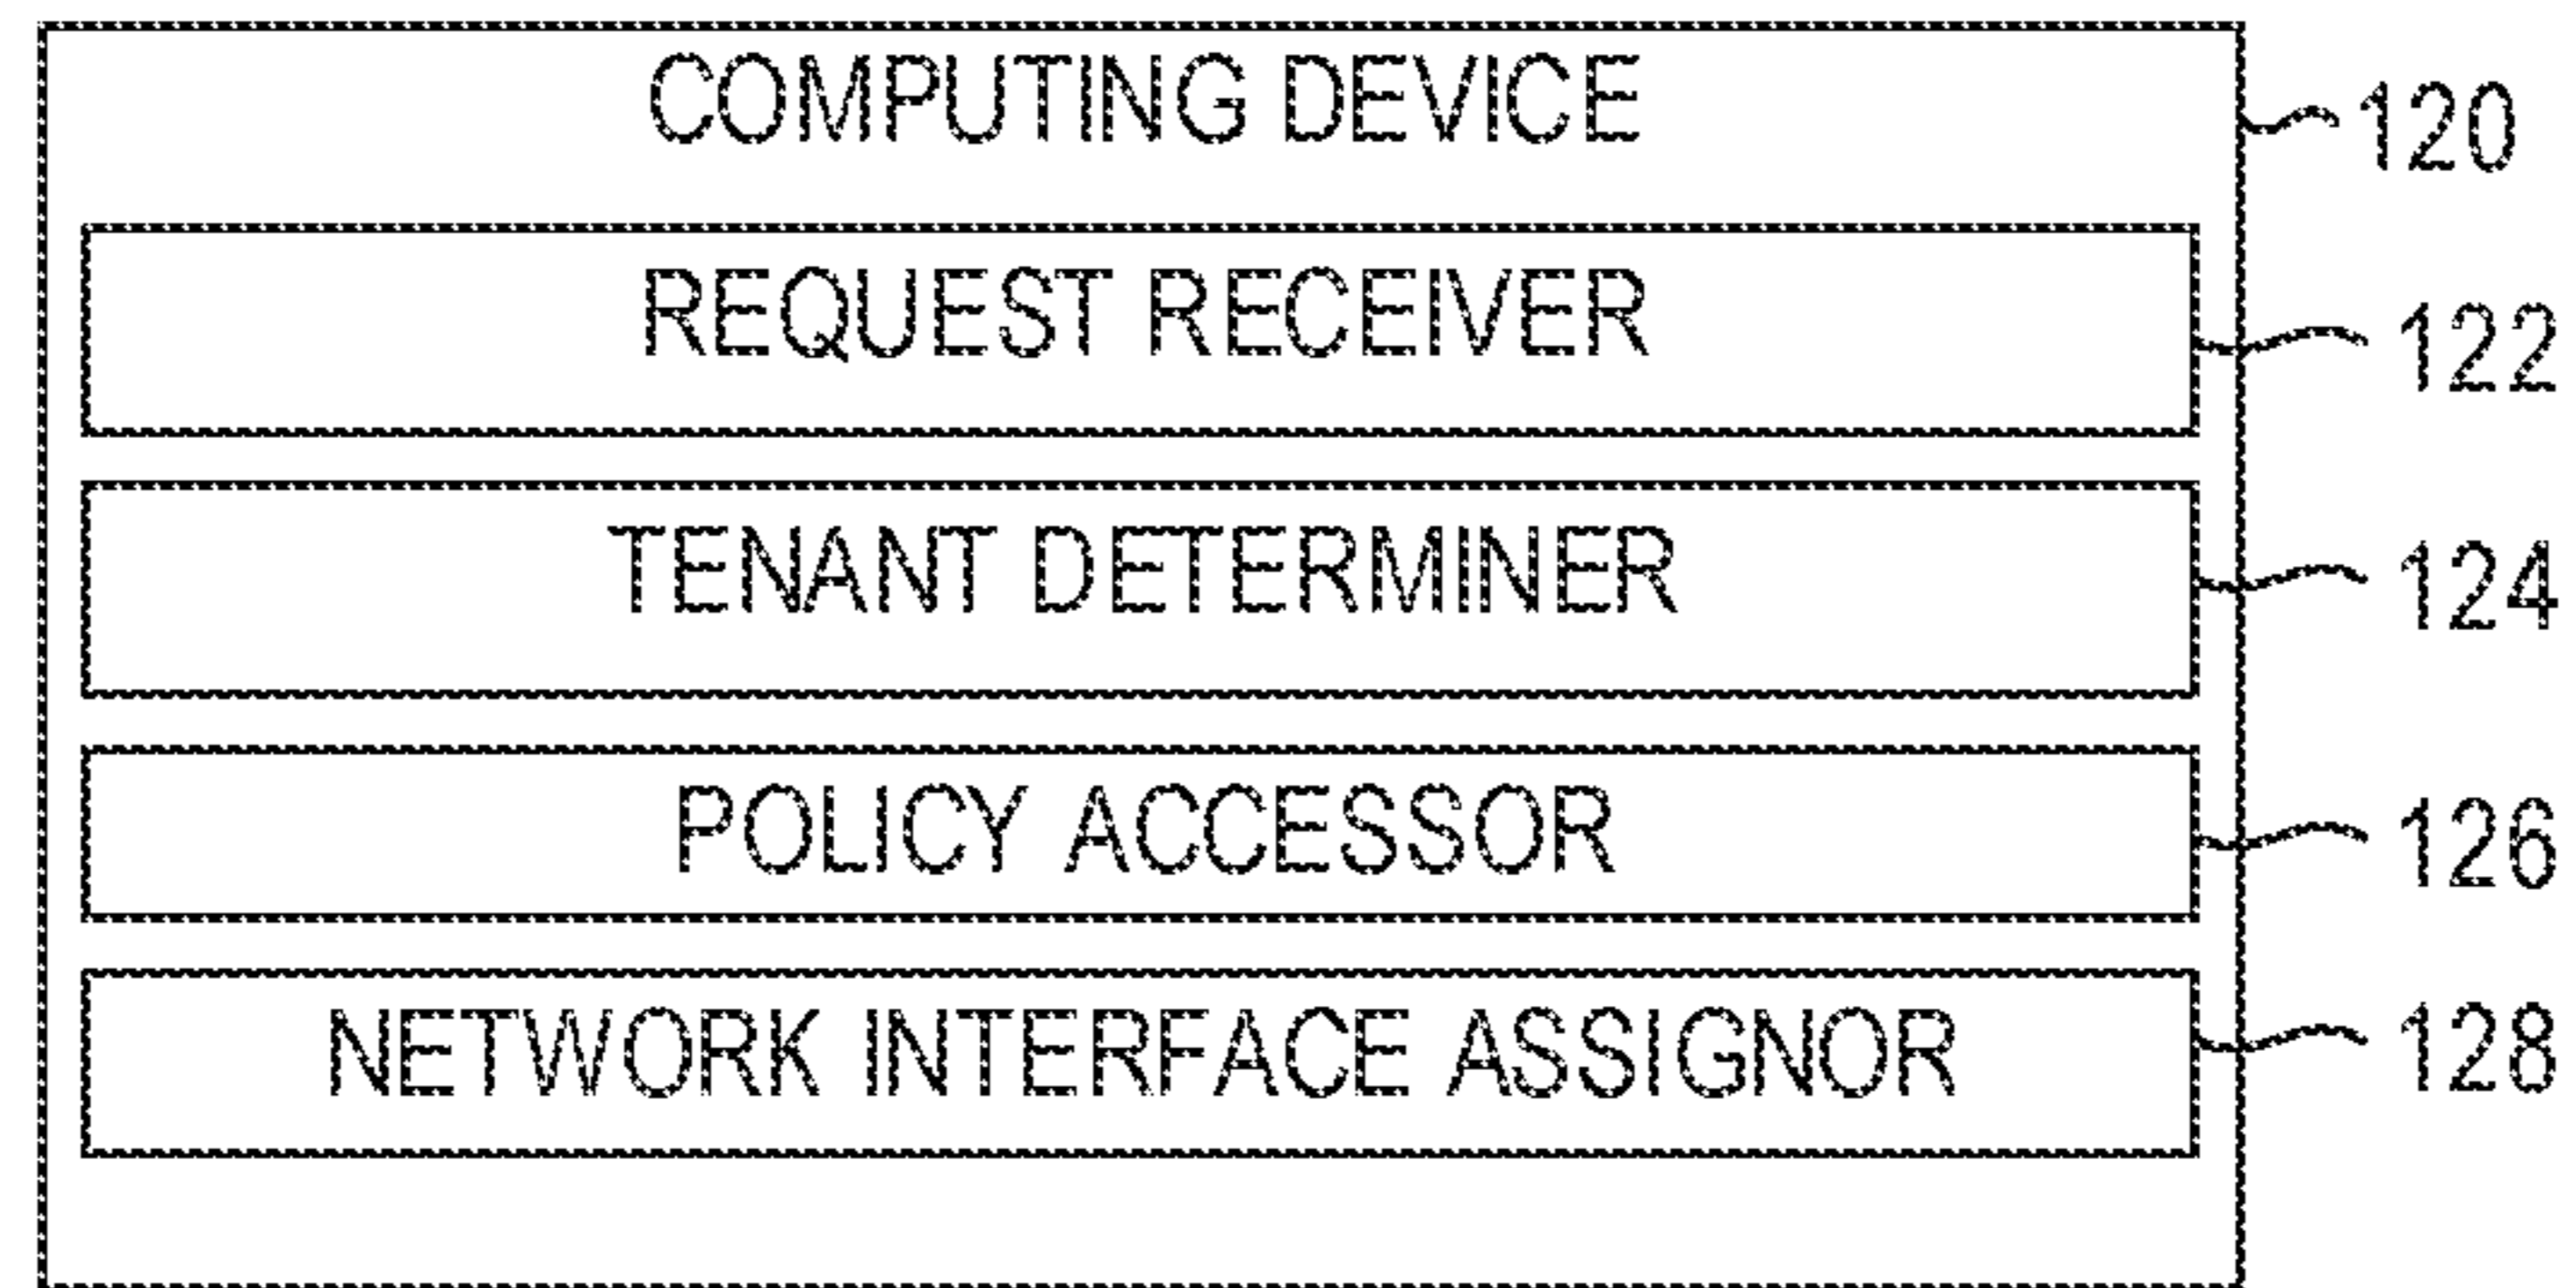 COMPUTING DEVICE 120
REQUEST RECEIVER 122
TENANT DETERMINER 124
POLICY ACCESSOR 126
NETWORK INTERFACE ASSIGNOR 128